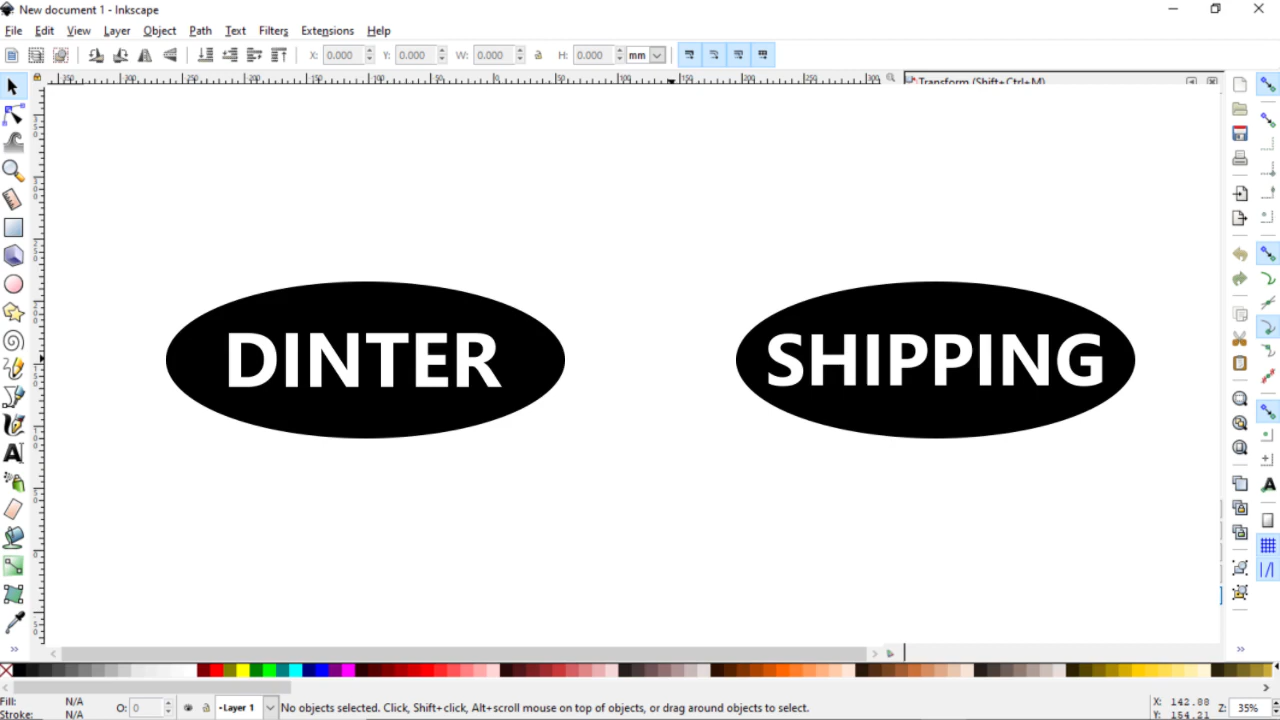 New document 1 - Inkscape
File Edit View Layer Object Path Text Filters Extensions Help
X: 0.000 Y: 0.000 W: 0.000 H: 0.000 mm
Transform (Shift+Ctrl+M)
DINTER SHIPPING
Fill: N/A
Stroke: N/A
O: 0
Layer 1
No objects selected. Click, Shift+click, Alt+scroll mouse on top of objects, or drag around objects to select.
X: 142.88
Y: 154.21
Z: 35%